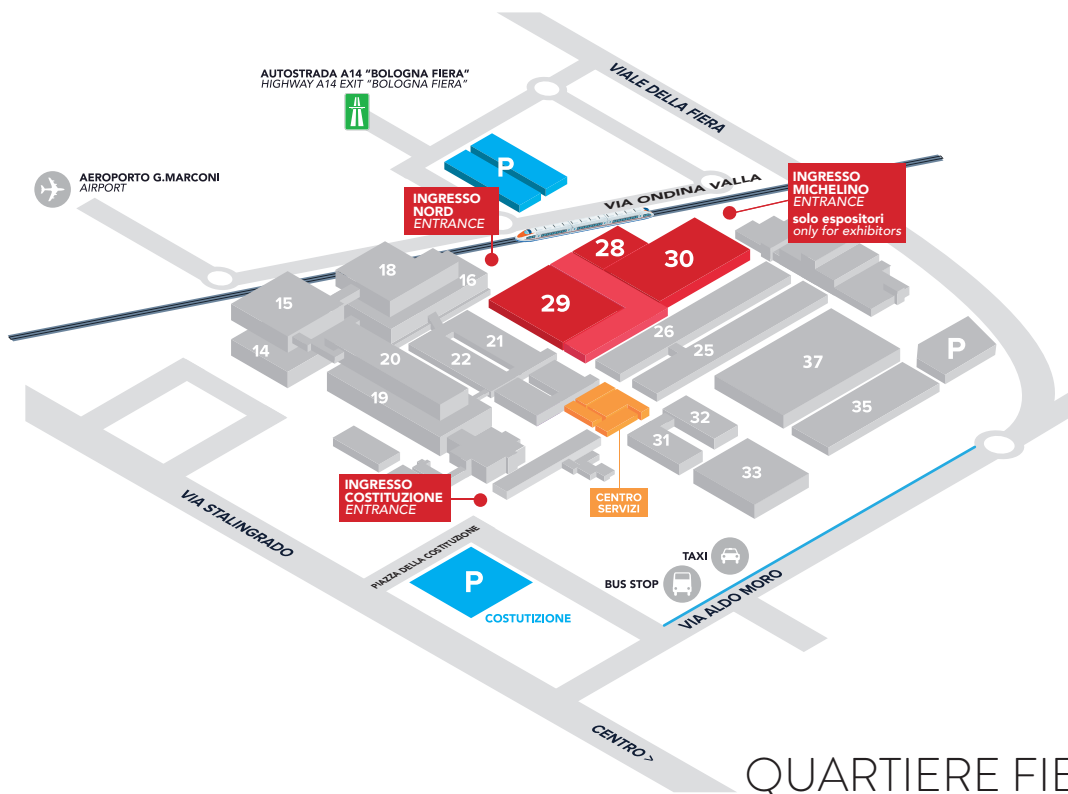 AUTOSTRADA A14 “BOLOGNA FIERA”
HIGHWAY A14 EXIT “BOLOGNA FIERA”
VIALE DELLA FIERA
AEROPORTO G.MARCONI
AIRPORT
P
VIA ONDINA VALLA
INGRESSO
NORD
ENTRANCE
INGRESSO
MICHELINO
ENTRANCE
solo espositori
only for exhibitors
18
16
28
30
15
29
14
20
21
22
26
25
37
P
19
35
32
31
33
INGRESSO
COSTITUZIONE
ENTRANCE
CENTRO
SERVIZI
VIA STALINGRADO
PIAZZA DELLA COSTITUZIONE
P
COSTUTIZIONE
TAXI
BUS STOP
VIA ALDO MORO
CENTRO >
QUARTIERE FIE